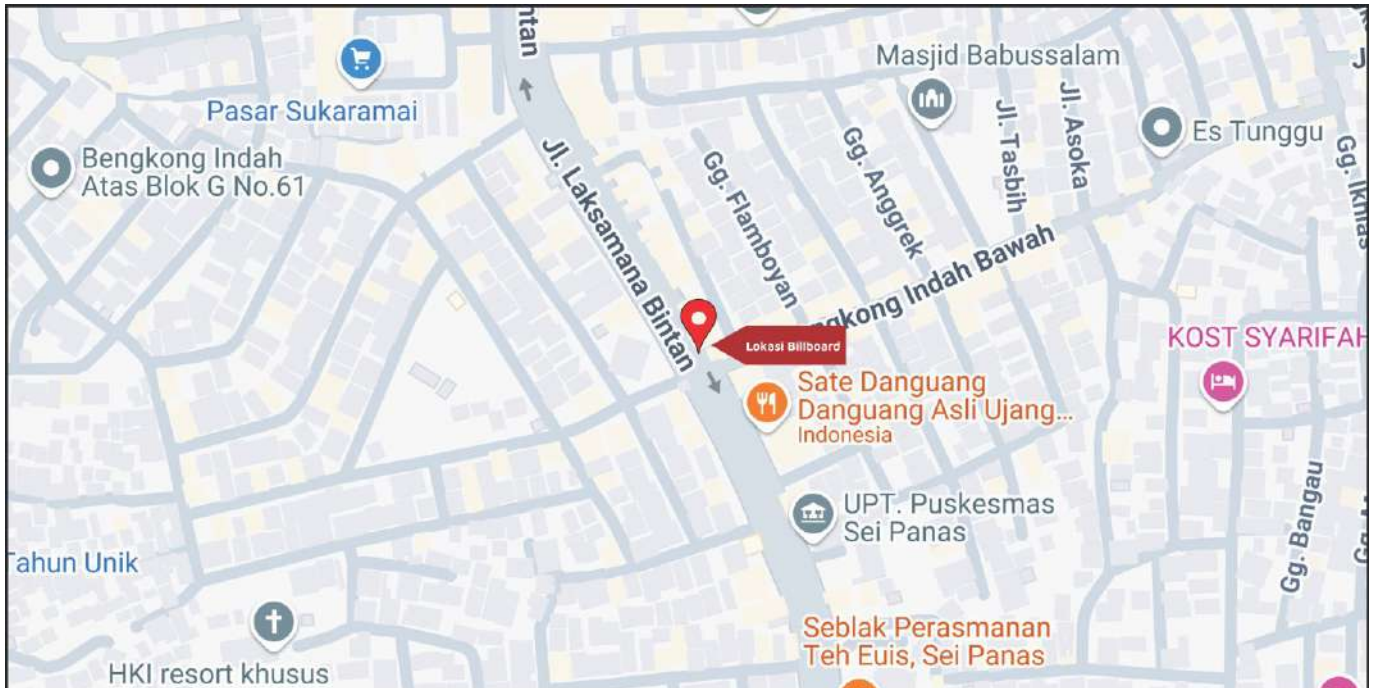 ntan
Masjid Babussalam
Pasar Sukaramai
Jl. Tasbih
Jl. Asoka
Es Tunggu
Gg. Ikhlas
Bengkong Indah
Atas Blok G No.61
Jl. Laksamana Bintan
Gg. Flamboyan
Gg. Anggrek
ngkong Indah Bawah
Lokasi Billboard
KOST SYARIFAH
Sate Danguang
Danguang Asli Ujang...
Indonesia
UPT. Puskesmas
Sei Panas
Gg. Bangau
Tahun Unik
Seblak Perasmanan
Teh Euis, Sei Panas
HKI resort khusus